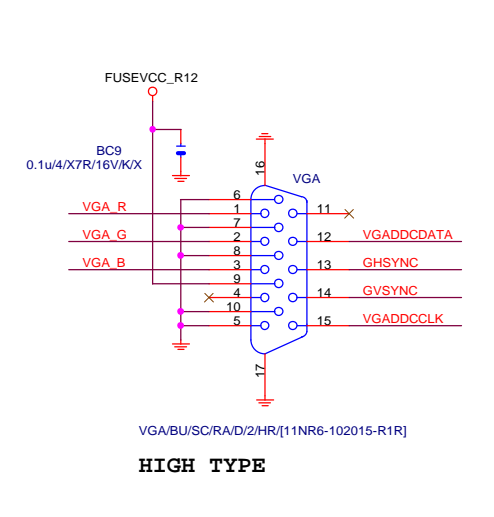 FUSEVCC_R12
BC9
0.1u/4/X7R/16V/K/X
16
VGA
6
VGA_R 1 11
7
VGA_G 2 12 VGADDCDATA
8
VGA_B 3 13 GHSYNC
9
4 14 GVSYNC
10
5 15 VGADDCCLK
17
VGA/BU/SC/RA/D/2/HR/[11NR6-102015-R1R]
HIGH TYPE